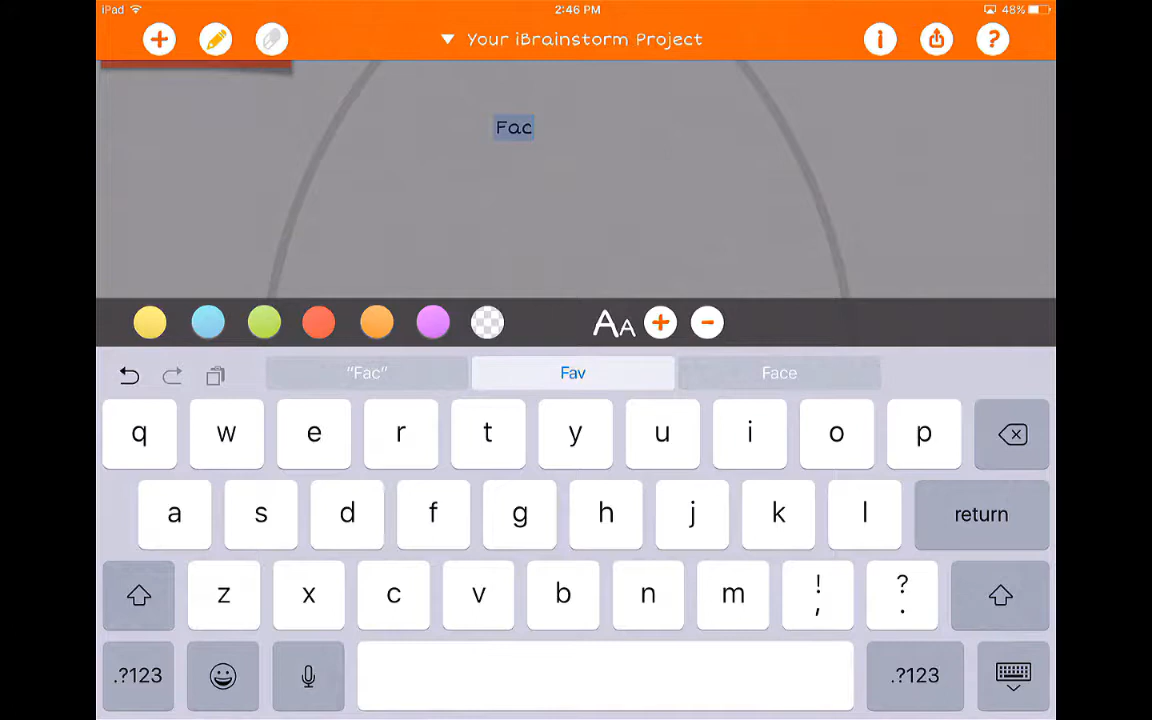 iPad 2:46 PM 48%
i Your iBrainstorm Project ?
Fac
AA + -
"Fac" Fav Face
q w e r t y u i o p
a s d f g h j k l return
z x c v b n m ! , ? .
.?123 .?123